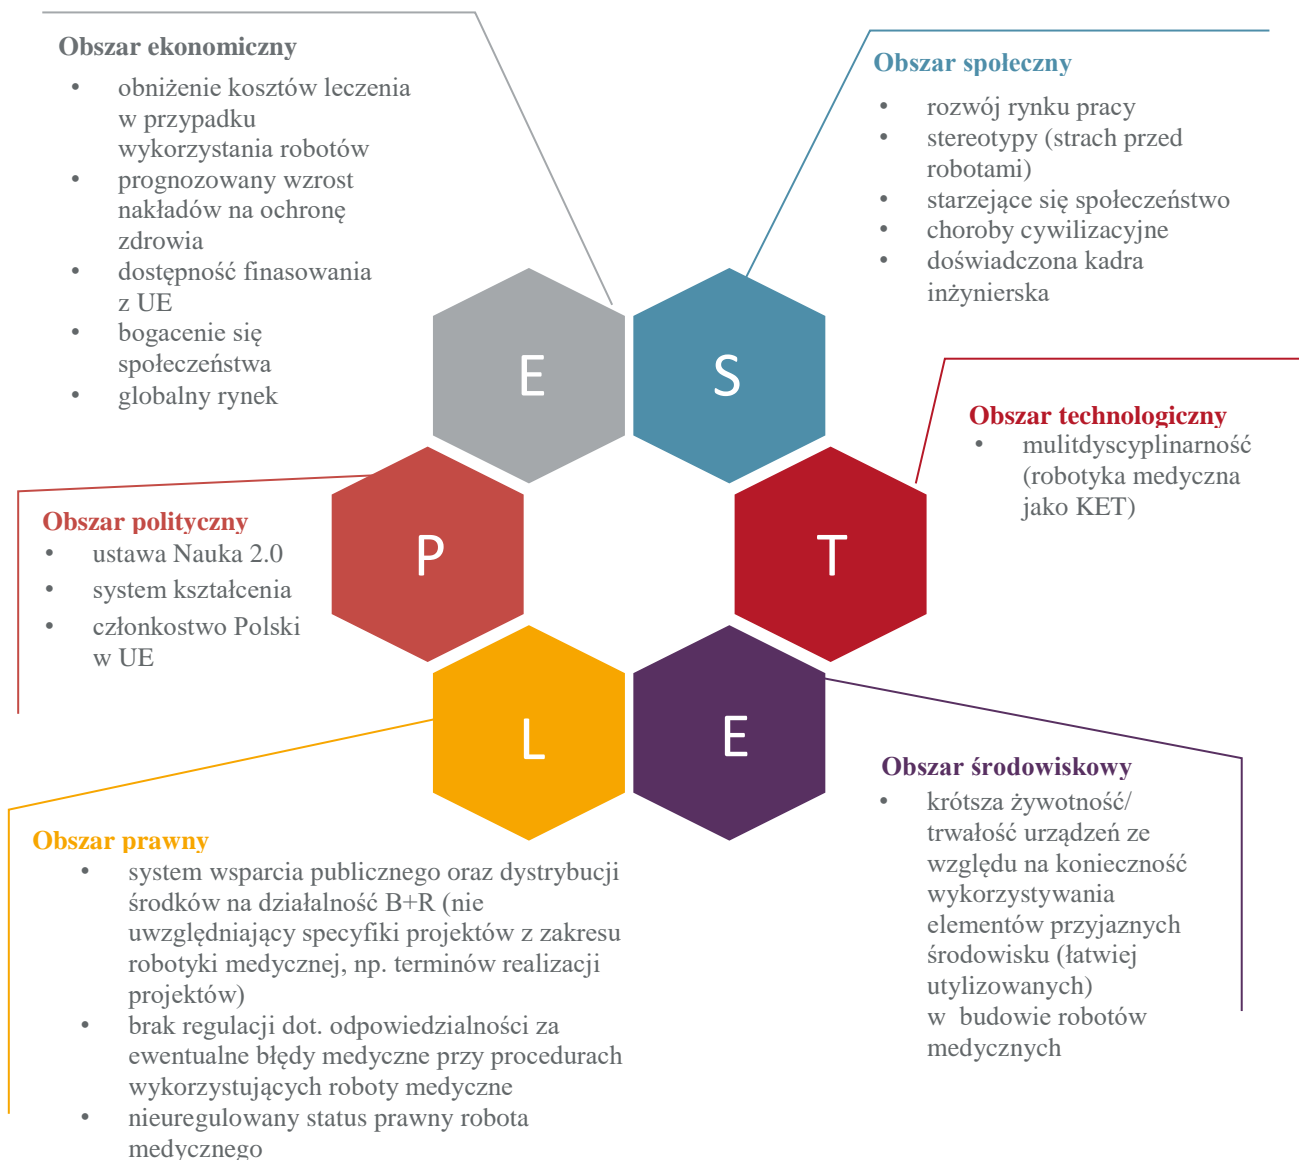 Obszar ekonomiczny
• obniżenie kosztów leczenia
w przypadku
wykorzystania robotów
• prognozowany wzrost
nakładów na ochronę
zdrowia
• dostępność finasowania
z UE
• bogacenie się
społeczeństwa
• globalny rynek
Obszar społeczny
• rozwój rynku pracy
• stereotypy (strach przed
robotami)
• starzejące się społeczeństwo
• choroby cywilizacyjne
• doświadczona kadra
inżynierska
E
S
Obszar technologiczny
• mulitdyscyplinarność
(robotyka medyczna
jako KET)
Obszar polityczny
• ustawa Nauka 2.0
• system kształcenia
• członkostwo Polski
w UE
P
T
L
E
Obszar środowiskowy
• krótsza żywotność/
trwałość urządzeń ze
względu na konieczność
wykorzystywania
elementów przyjaznych
środowisku (łatwiej
utylizowanych)
w budowie robotów
medycznych
Obszar prawny
• system wsparcia publicznego oraz dystrybucji
środków na działalność B+R (nie
uwzględniający specyfiki projektów z zakresu
robotyki medycznej, np. terminów realizacji
projektów)
• brak regulacji dot. odpowiedzialności za
ewentualne błędy medyczne przy procedurach
wykorzystujących roboty medyczne
• nieuregulowany status prawny robota
medycznego